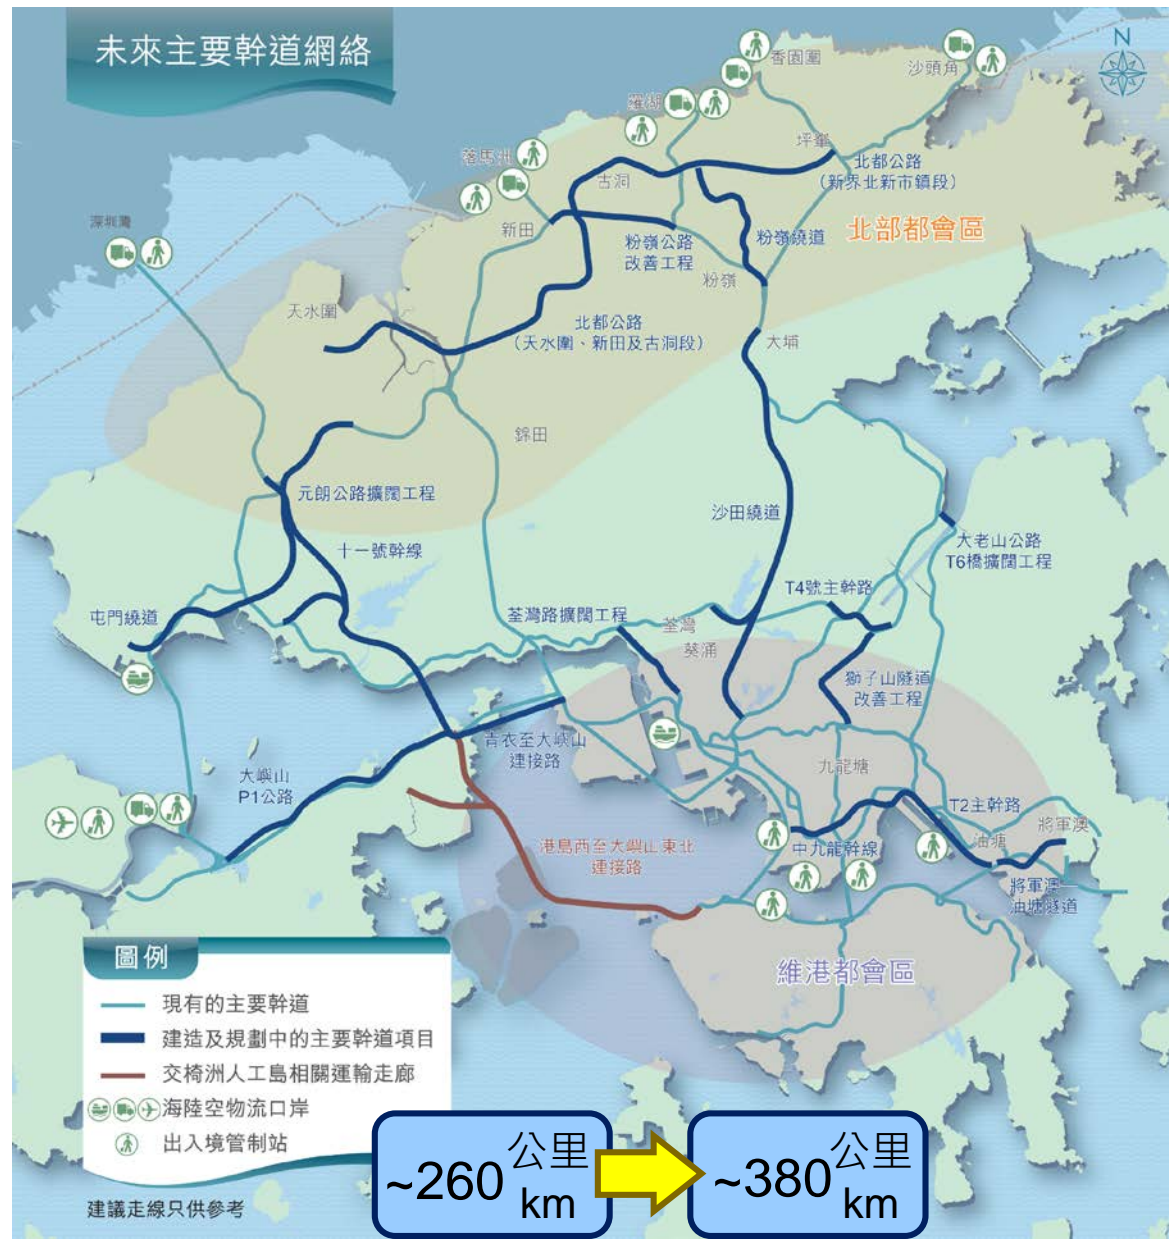 未來主要幹道網絡
N
香園圍
沙頭角
羅湖
落馬洲
坪輋
北都公路
（新界北新市鎮段）
古洞
深圳灣
新田
粉嶺公路
改善工程
粉嶺繞道
北部都會區
粉嶺
天水圍
北都公路
（天水圍、新田及古洞段）
大埔
錦田
元朗公路擴闊工程
沙田繞道
大老山公路
T6橋擴闊工程
十一號幹線
T4號主幹路
屯門繞道
荃灣路擴闊工程
荃灣
葵涌
獅子山隧道
改善工程
青衣至大嶼山
連接路
九龍塘
大嶼山
P1公路
T2主幹路
油塘
將軍澳
港島西至大嶼山東北
連接路
中九龍幹線
將軍澳—
油塘隧道
維港都會區
圖例
現有的主要幹道
建造及規劃中的主要幹道項目
交椅洲人工島相關運輸走廊
海陸空物流口岸
出入境管制站
建議走線只供參考
~260 公里
km
~380 公里
km